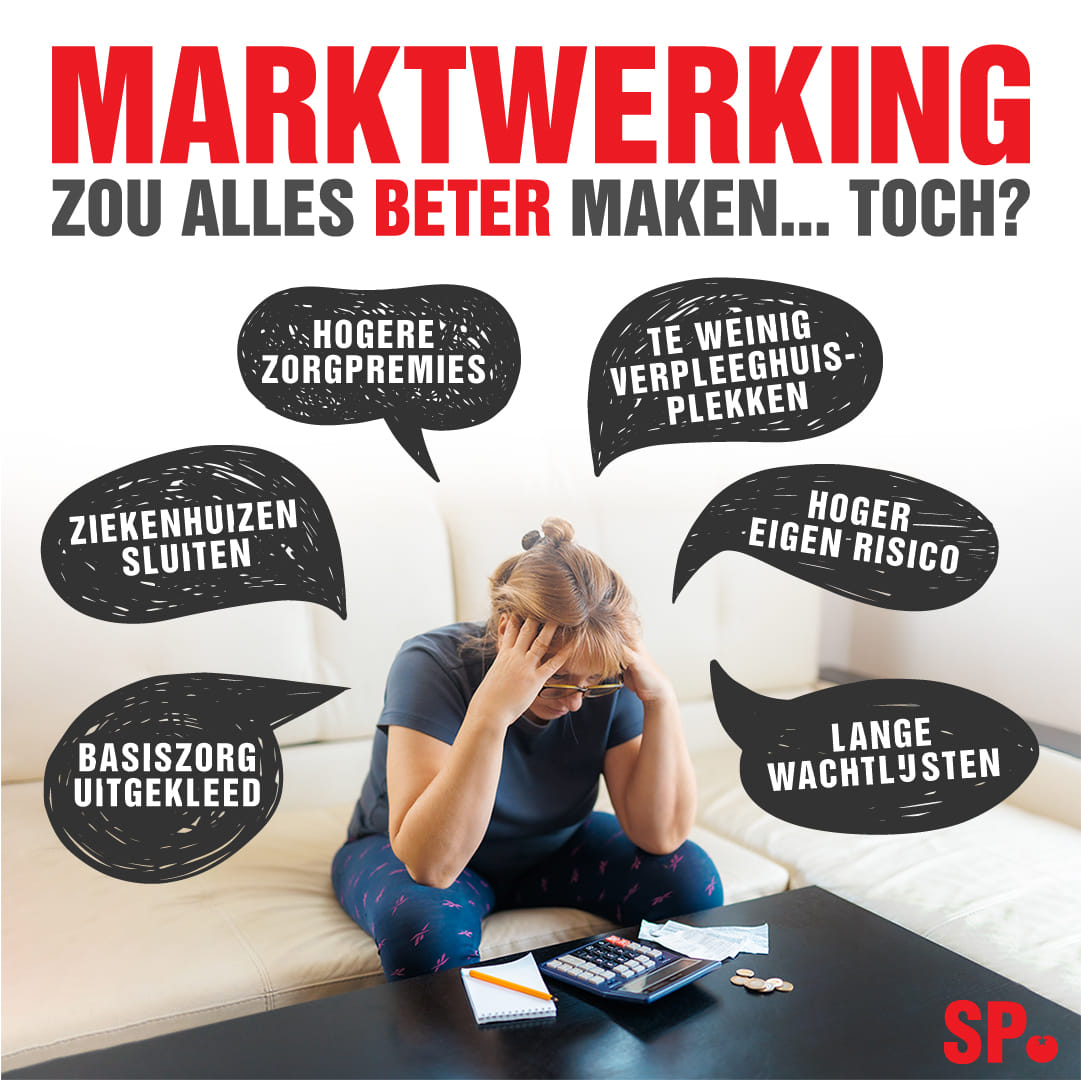 MARKTWERKING
ZOU ALLES BETER MAKEN... TOCH?
HOGERE
ZORGPREMIES
TE WEINIG
VERPLEEGHUIS-
PLEKKEN
ZIEKENHUIZEN
SLUITEN
HOGER
EIGEN RISICO
BASISZORG
UITGEKLEED
LANGE
WACHTLIJSTEN
SP.